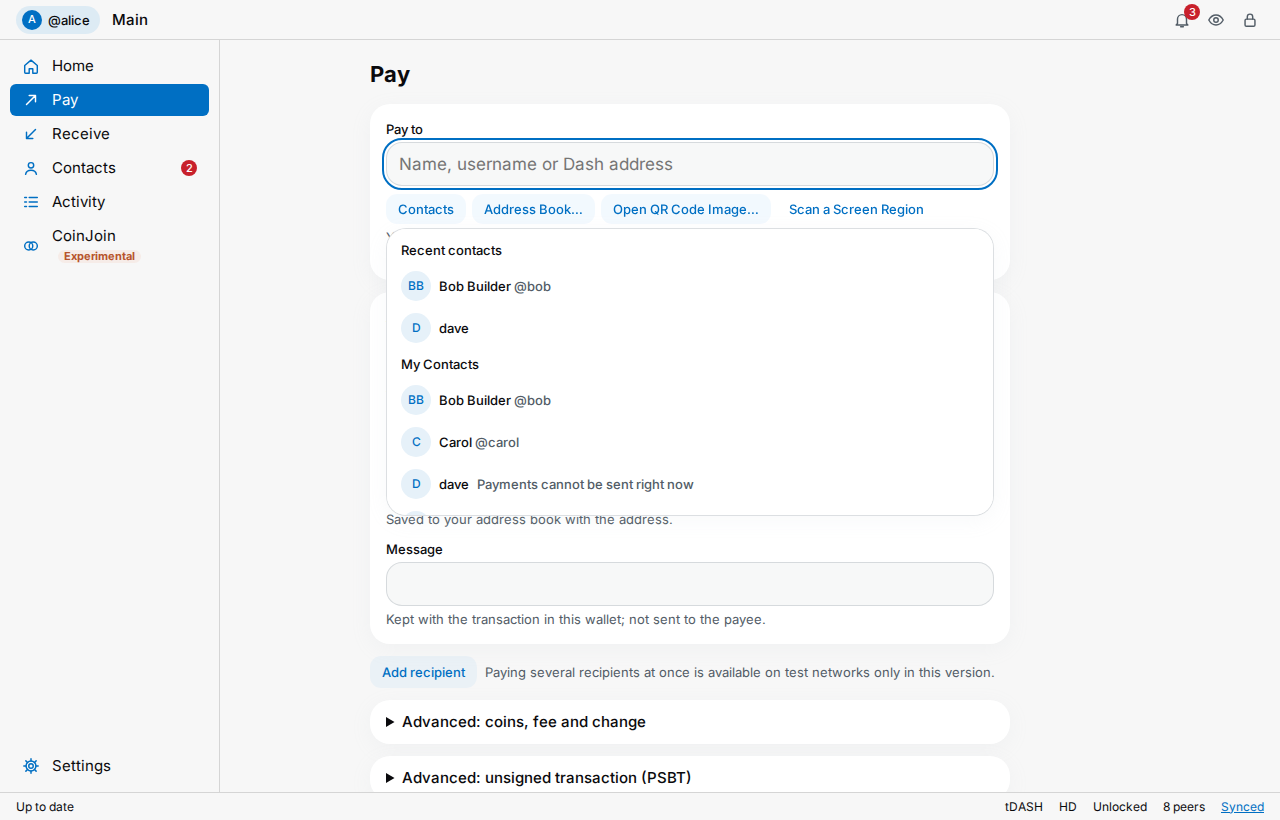 A @alice Main 3
Home
Pay
Receive
Contacts 2
Activity
CoinJoin
Experimental
Settings
Pay
Pay to
Name, username or Dash address
Contacts Address Book... Open QR Code Image... Scan a Screen Region
Recent contacts
BB Bob Builder @bob
D dave
My Contacts
BB Bob Builder @bob
C Carol @carol
D dave Payments cannot be sent right now
Saved to your address book with the address.
Message
Kept with the transaction in this wallet; not sent to the payee.
Add recipient Paying several recipients at once is available on test networks only in this version.
Advanced: coins, fee and change
Advanced: unsigned transaction (PSBT)
Up to date tDASH HD Unlocked 8 peers Synced